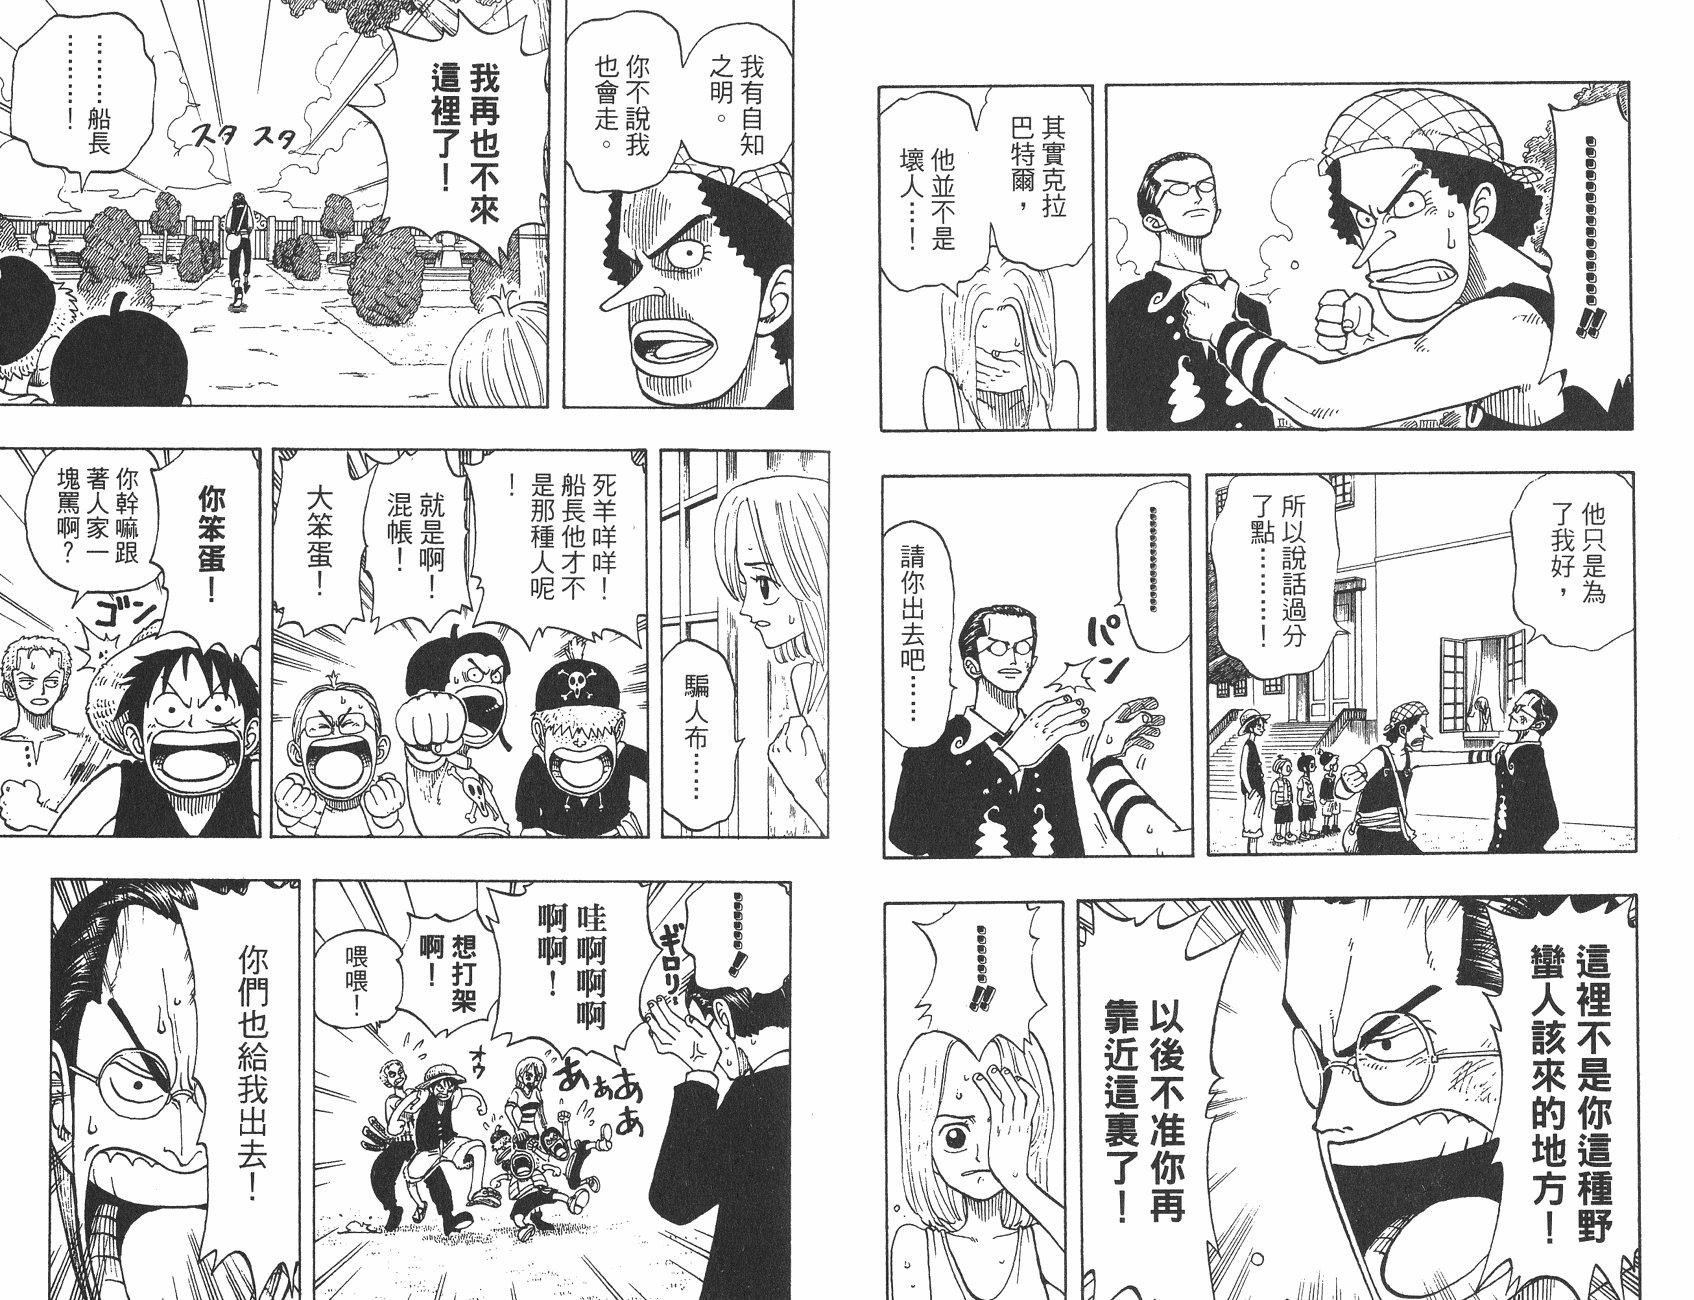 ⋯⋯⋯⋯⋯⋯!!
其實克拉
巴特爾，
他並不是
壞人⋯⋯！
他只是為
了我好，
所以說話過分
了點⋯⋯⋯⋯！
⋯⋯⋯⋯⋯⋯
パン
請你出去吧⋯⋯
這裡不是你這種野
蠻人該來的地方！
以後不准你再
靠近這裏了！
⋯⋯⋯⋯!!
我有自知
之明。
你不說我
也會走。
我再也不來
這裡了！
スタ スタ
⋯⋯⋯船長
⋯⋯⋯⋯！
騙人布⋯⋯
死羊咩咩！
船長他才不
是那種人呢
！
就是啊！
混帳！
大笨蛋！
你笨蛋！
ゴン
你幹嘛跟
著人家一
塊罵啊？
⋯⋯⋯！
ギロリ⋯
哇啊啊啊
啊啊！
想打架
啊！
喂喂！
オウ
あぁああ
你們也給我出去！